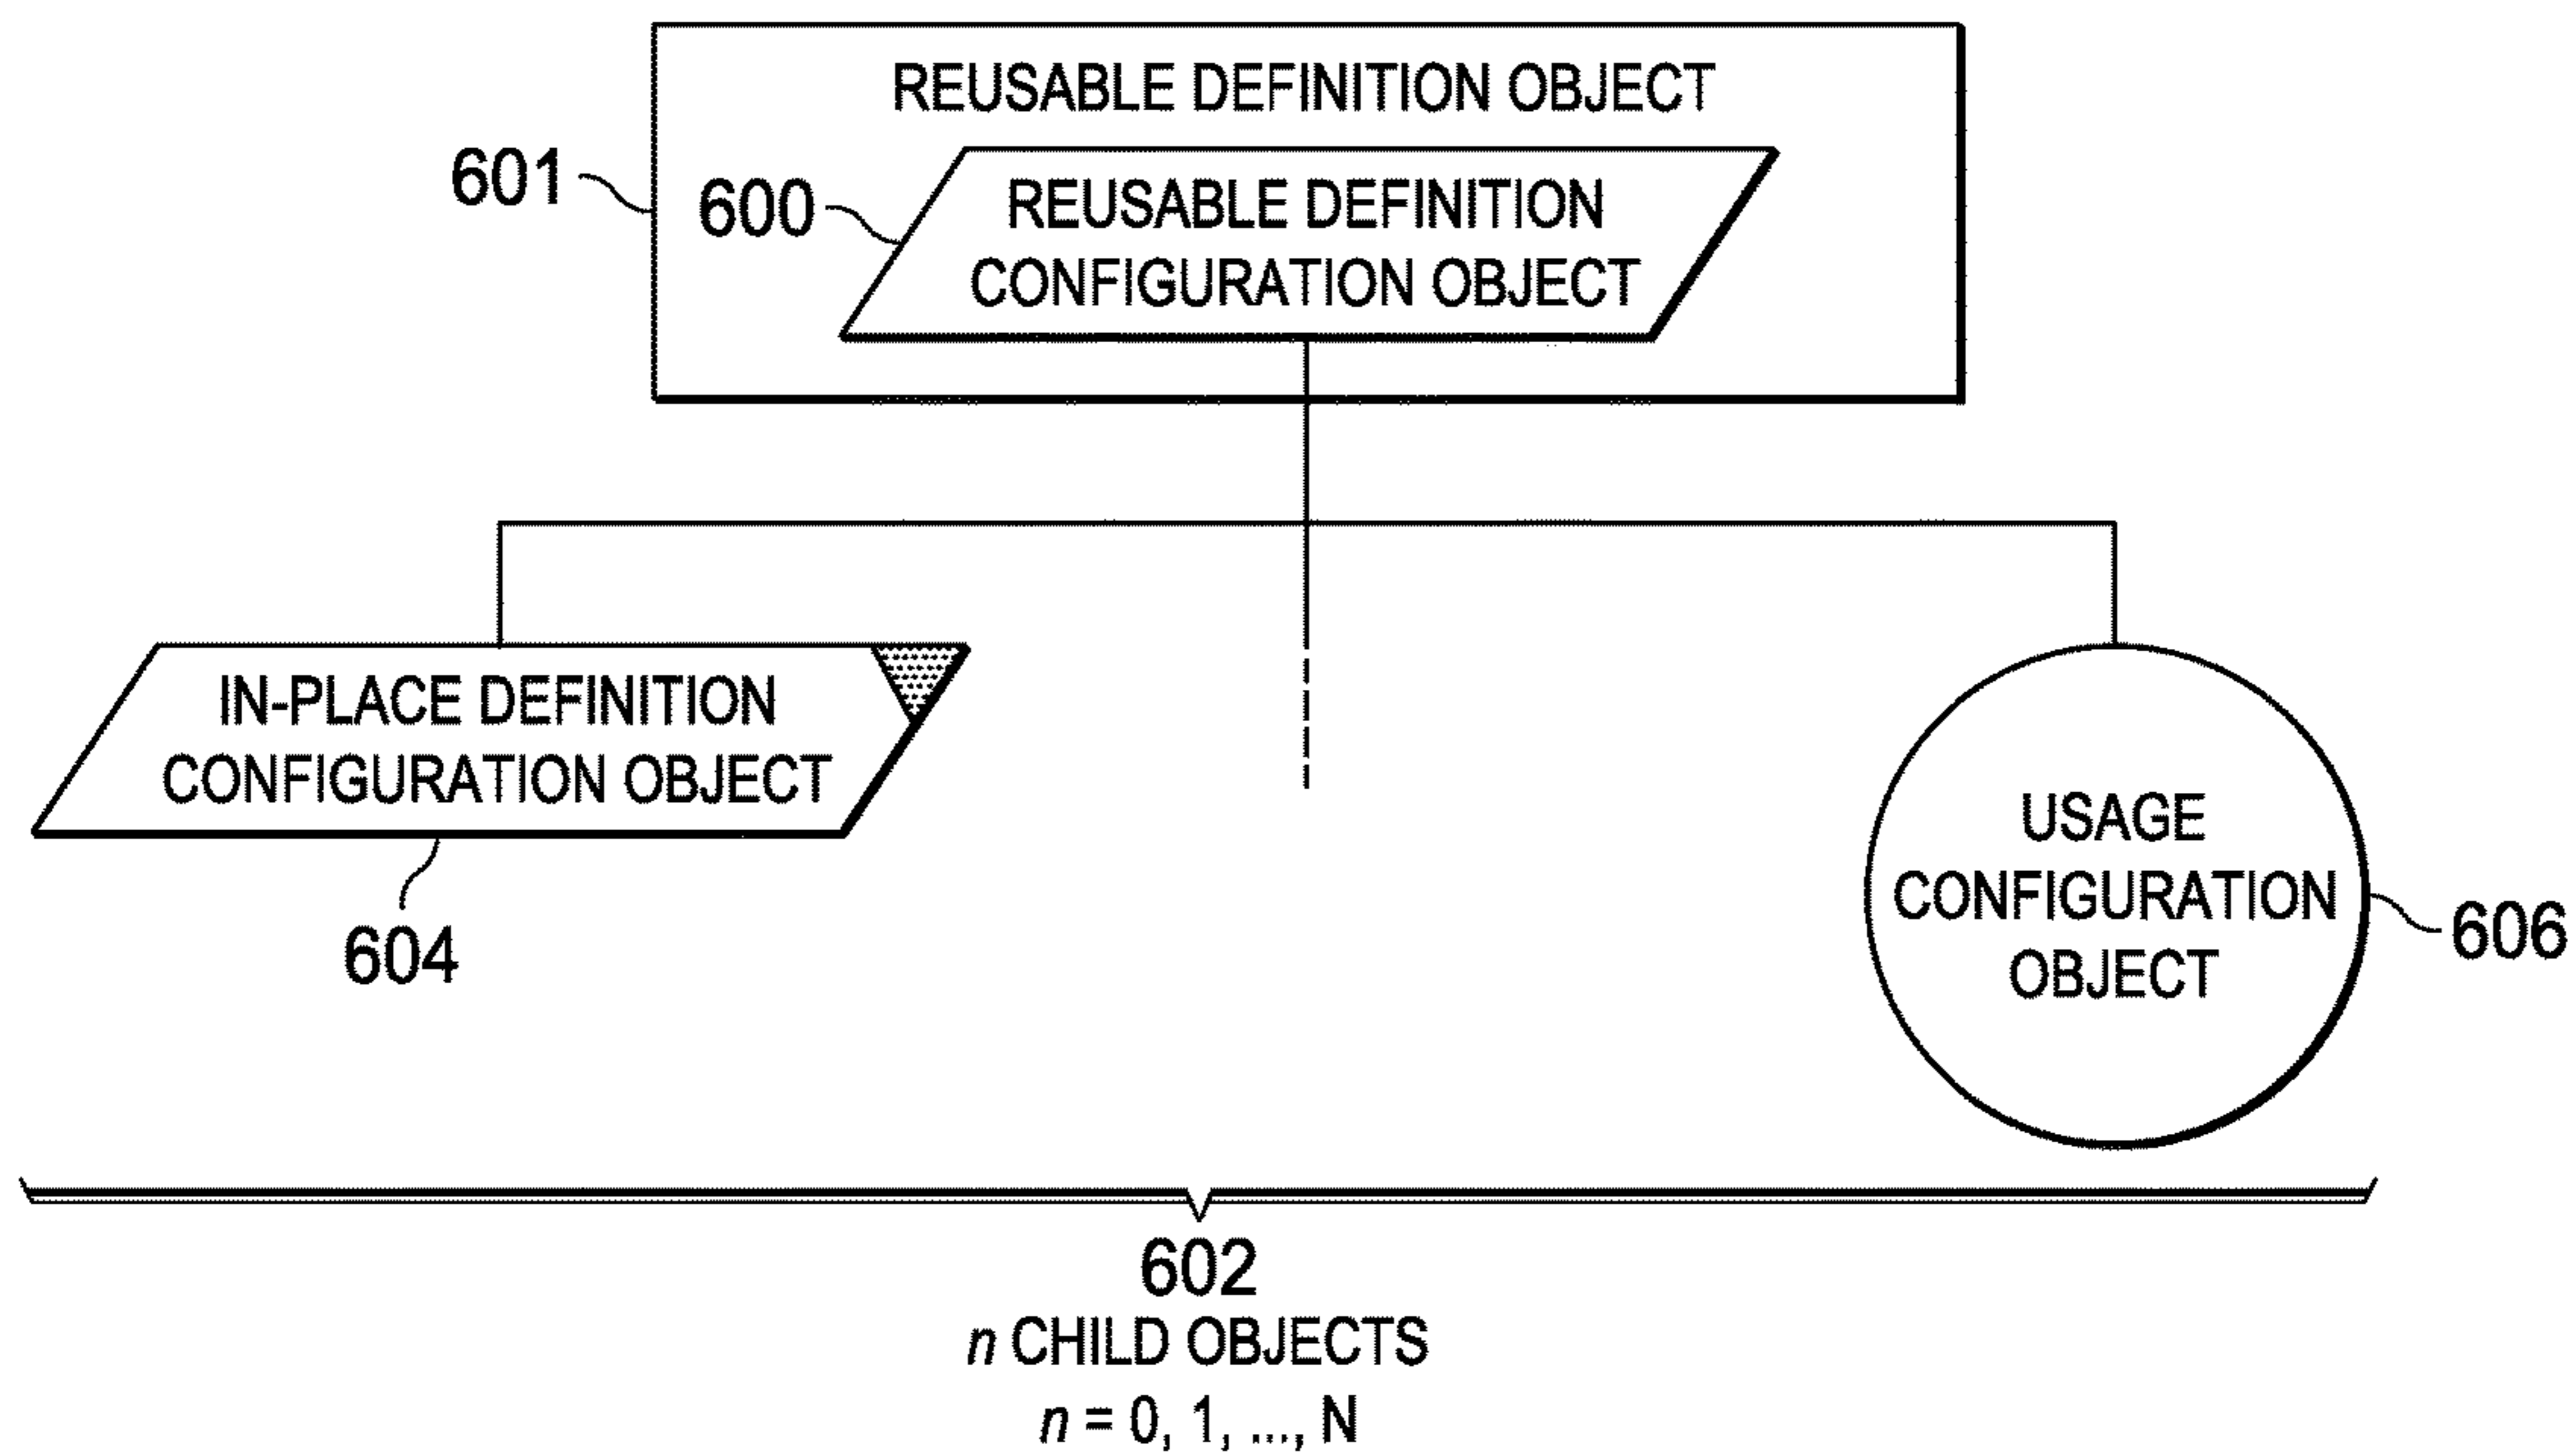 REUSABLE DEFINITION OBJECT
601
600
REUSABLE DEFINITION
CONFIGURATION OBJECT
IN-PLACE DEFINITION
CONFIGURATION OBJECT
604
USAGE
CONFIGURATION
OBJECT
606
602
n CHILD OBJECTS
n = 0, 1, ..., N